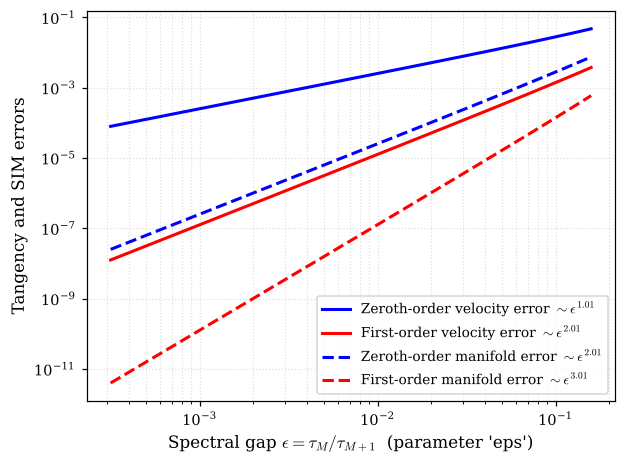 10⁻¹
10⁻³
10⁻⁵
10⁻⁷
10⁻⁹
10⁻¹¹
Tangency and SIM errors
Zeroth-order velocity error ∼ϵ^1.01
First-order velocity error ∼ϵ^2.01
Zeroth-order manifold error ∼ϵ^2.01
First-order manifold error ∼ϵ^3.01
10⁻³ 10⁻² 10⁻¹
Spectral gap ϵ = τ_M/τ_{M+1} (parameter 'eps')